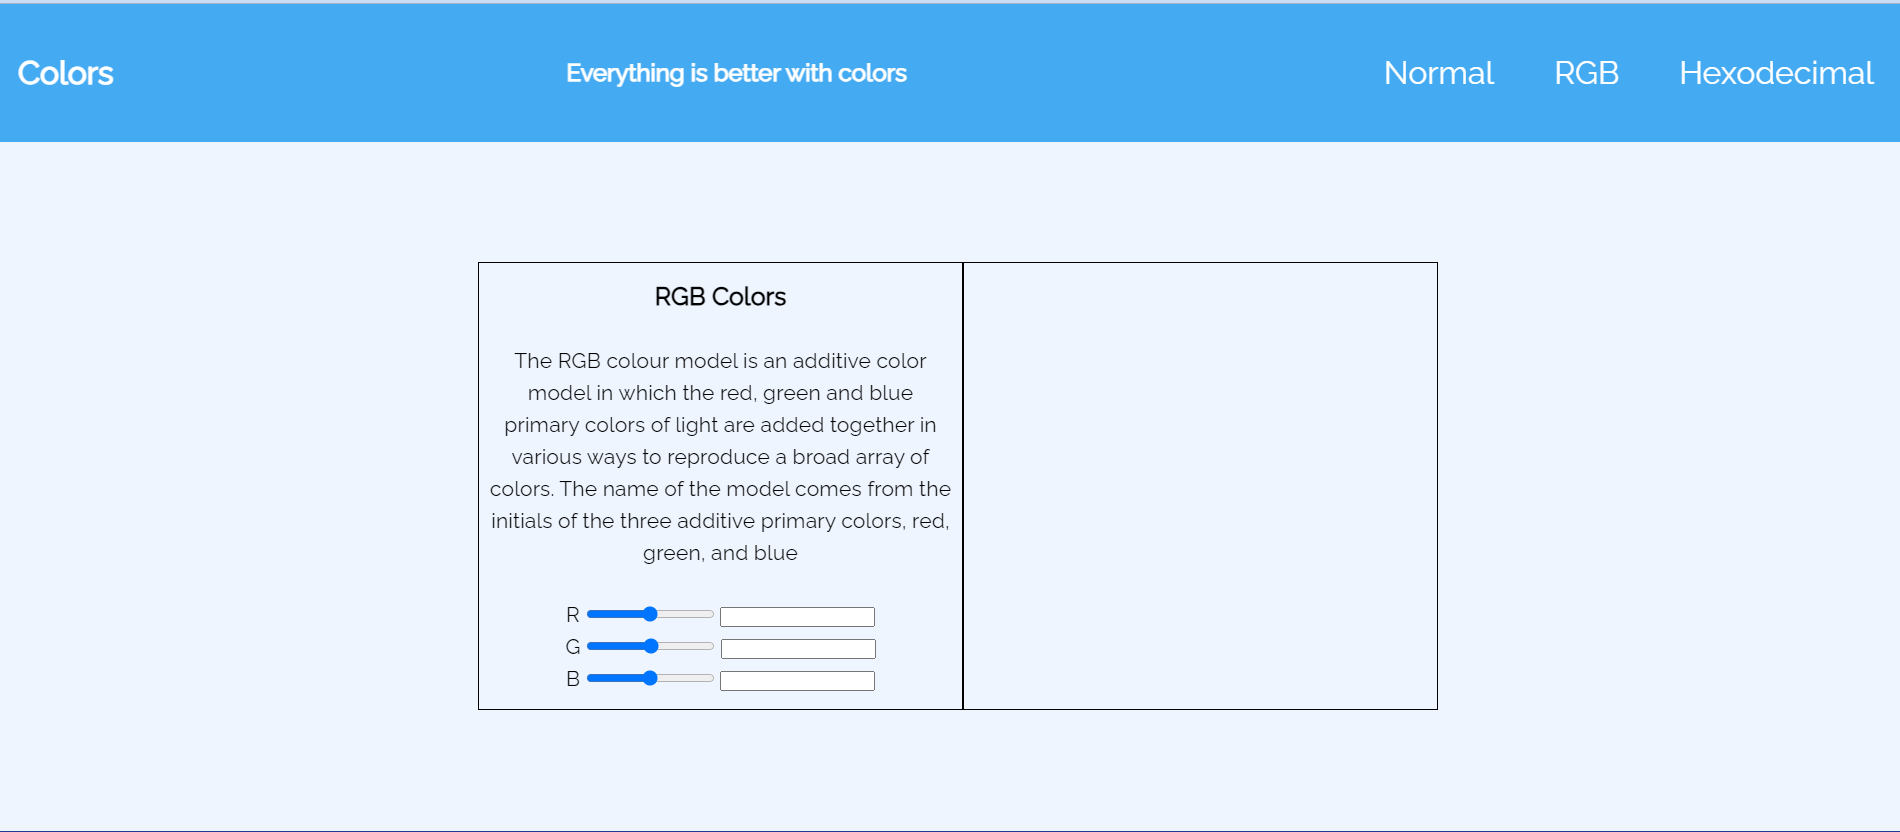 Colors
Everything is better with colors
Normal
RGB
Hexodecimal
RGB Colors
The RGB colour model is an additive color
model in which the red, green and blue
primary colors of light are added together in
various ways to reproduce a broad array of
colors. The name of the model comes from the
initials of the three additive primary colors, red,
green, and blue
R
G
B